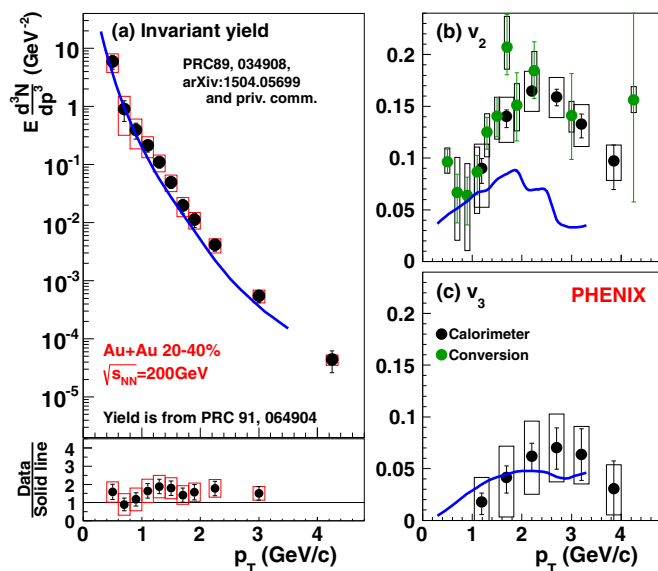 (a) Invariant yield
PRC89, 034908,
arXiv:1504.05699
and priv. comm.
E d³N/dp³ (GeV⁻²)
10
1
10⁻¹
10⁻²
10⁻³
10⁻⁴
10⁻⁵
Au+Au 20-40%
√sNN=200GeV
Yield is from PRC 91, 064904
Data
Solid line
4
3
2
1
0
0 1 2 3 4
pT (GeV/c)
(b) v₂
0.2
0.15
0.1
0.05
0
(c) v₃
PHENIX
Calorimeter
Conversion
0.2
0.15
0.1
0.05
0
0 1 2 3 4 5
pT (GeV/c)